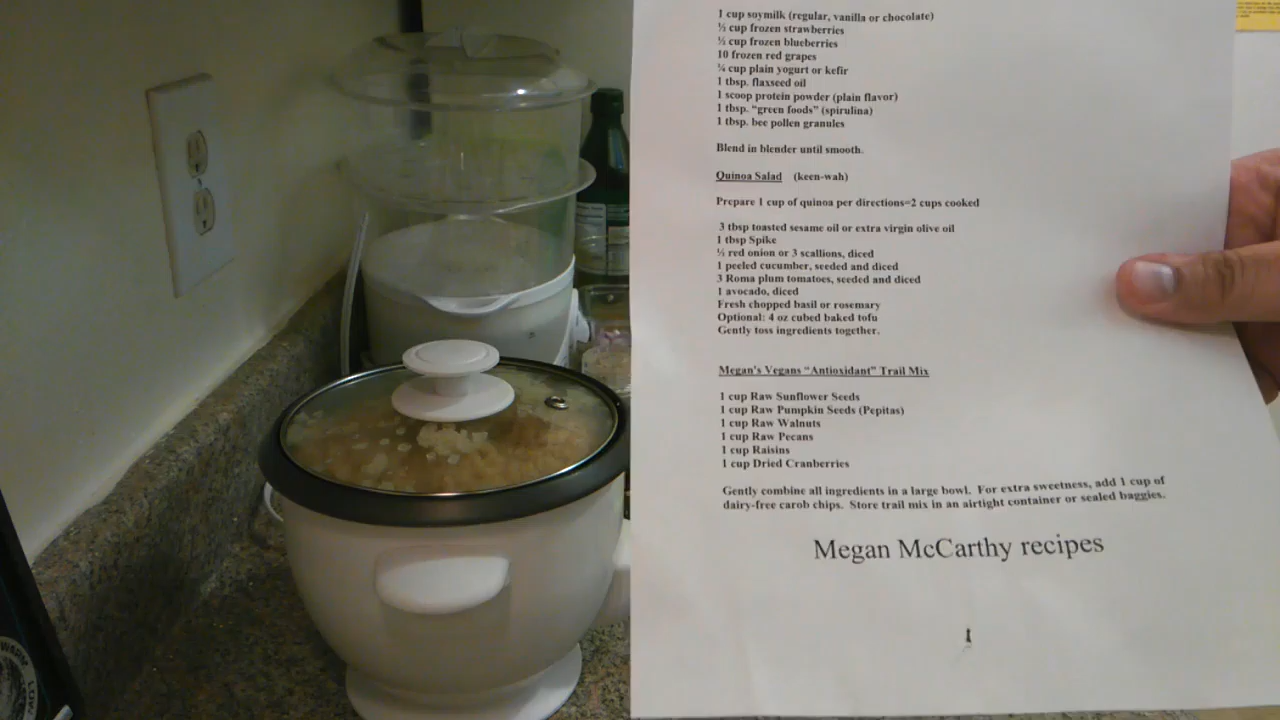 1 cup soymilk (regular, vanilla or chocolate)
½ cup frozen strawberries
½ cup frozen blueberries
10 frozen red grapes
¼ cup plain yogurt or kefir
1 tbsp. flaxseed oil
1 scoop protein powder (plain flavor)
1 tbsp. “green foods” (spirulina)
1 tbsp. bee pollen granules
Blend in blender until smooth.
Quinoa Salad (keen-wah)
Prepare 1 cup of quinoa per directions=2 cups cooked
3 tbsp toasted sesame oil or extra virgin olive oil
1 tbsp Spike
½ red onion or 3 scallions, diced
1 peeled cucumber, seeded and diced
3 Roma plum tomatoes, seeded and diced
1 avocado, diced
Fresh chopped basil or rosemary
Optional: 4 oz cubed baked tofu
Gently toss ingredients together.
Megan's Vegans “Antioxidant” Trail Mix
1 cup Raw Sunflower Seeds
1 cup Raw Pumpkin Seeds (Pepitas)
1 cup Raw Walnuts
1 cup Raw Pecans
1 cup Raisins
1 cup Dried Cranberries
Gently combine all ingredients in a large bowl. For extra sweetness, add 1 cup of
dairy-free carob chips. Store trail mix in an airtight container or sealed baggies.
Megan McCarthy recipes